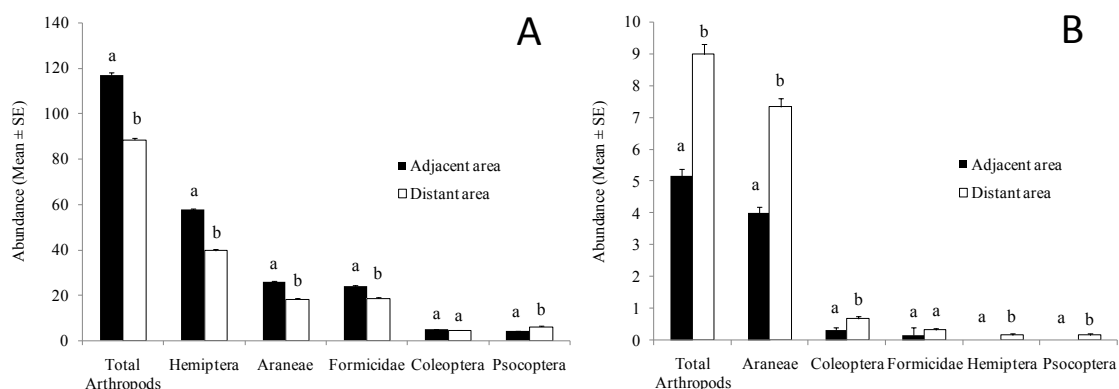 A
140
120
100
80
60
40
20
0
Abundance (Mean ± SE)
a b a b a b a b a a a b
Adjacent area
Distant area
Total Arthropods Hemiptera Araneae Formicidae Coleoptera Psocoptera
B
10
9
8
7
6
5
4
3
2
1
0
Abundance (Mean ± SE)
a b a b a b a a a b a b
Adjacent area
Distant area
Total Arthropods Araneae Coleoptera Formicidae Hemiptera Psocoptera